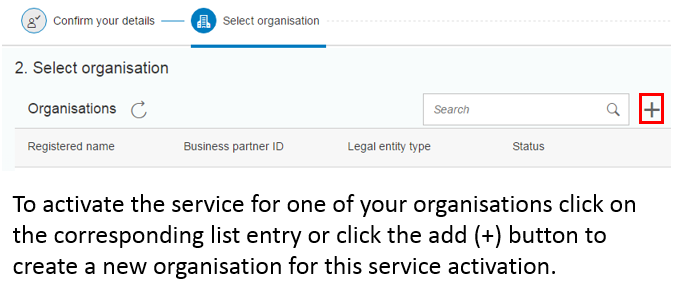 Confirm your details Select organisation
2. Select organisation
Organisations Search
Registered name Business partner ID Legal entity type Status
To activate the service for one of your organisations click on
the corresponding list entry or click the add (+) button to
create a new organisation for this service activation.